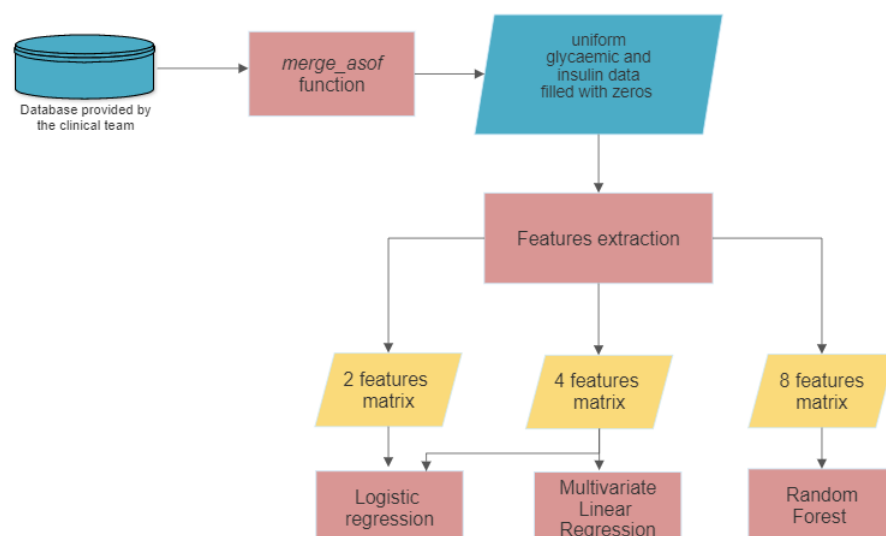 Database provided by
the clinical team
merge_asof
function
uniform
glycaemic and
insulin data
filled with zeros
Features extraction
2 features
matrix
4 features
matrix
8 features
matrix
Logistic
regression
Multivariate
Linear
Regression
Random
Forest